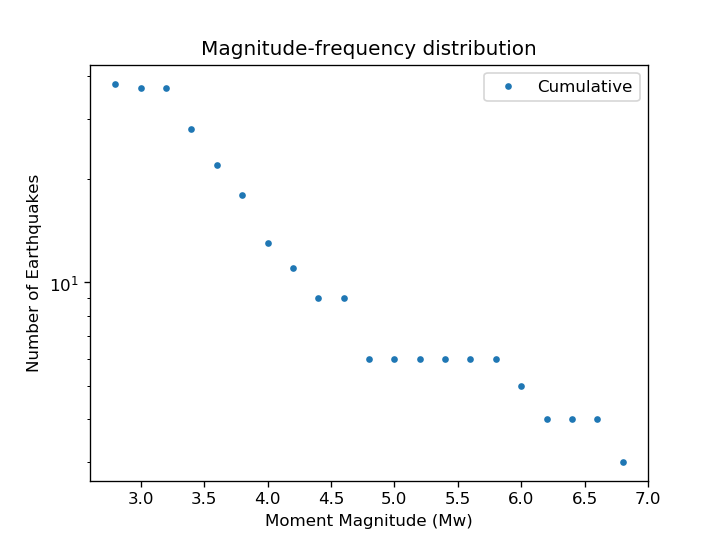 Magnitude-frequency distribution
Cumulative
Number of Earthquakes
10¹
3.0 3.5 4.0 4.5 5.0 5.5 6.0 6.5 7.0
Moment Magnitude (Mw)